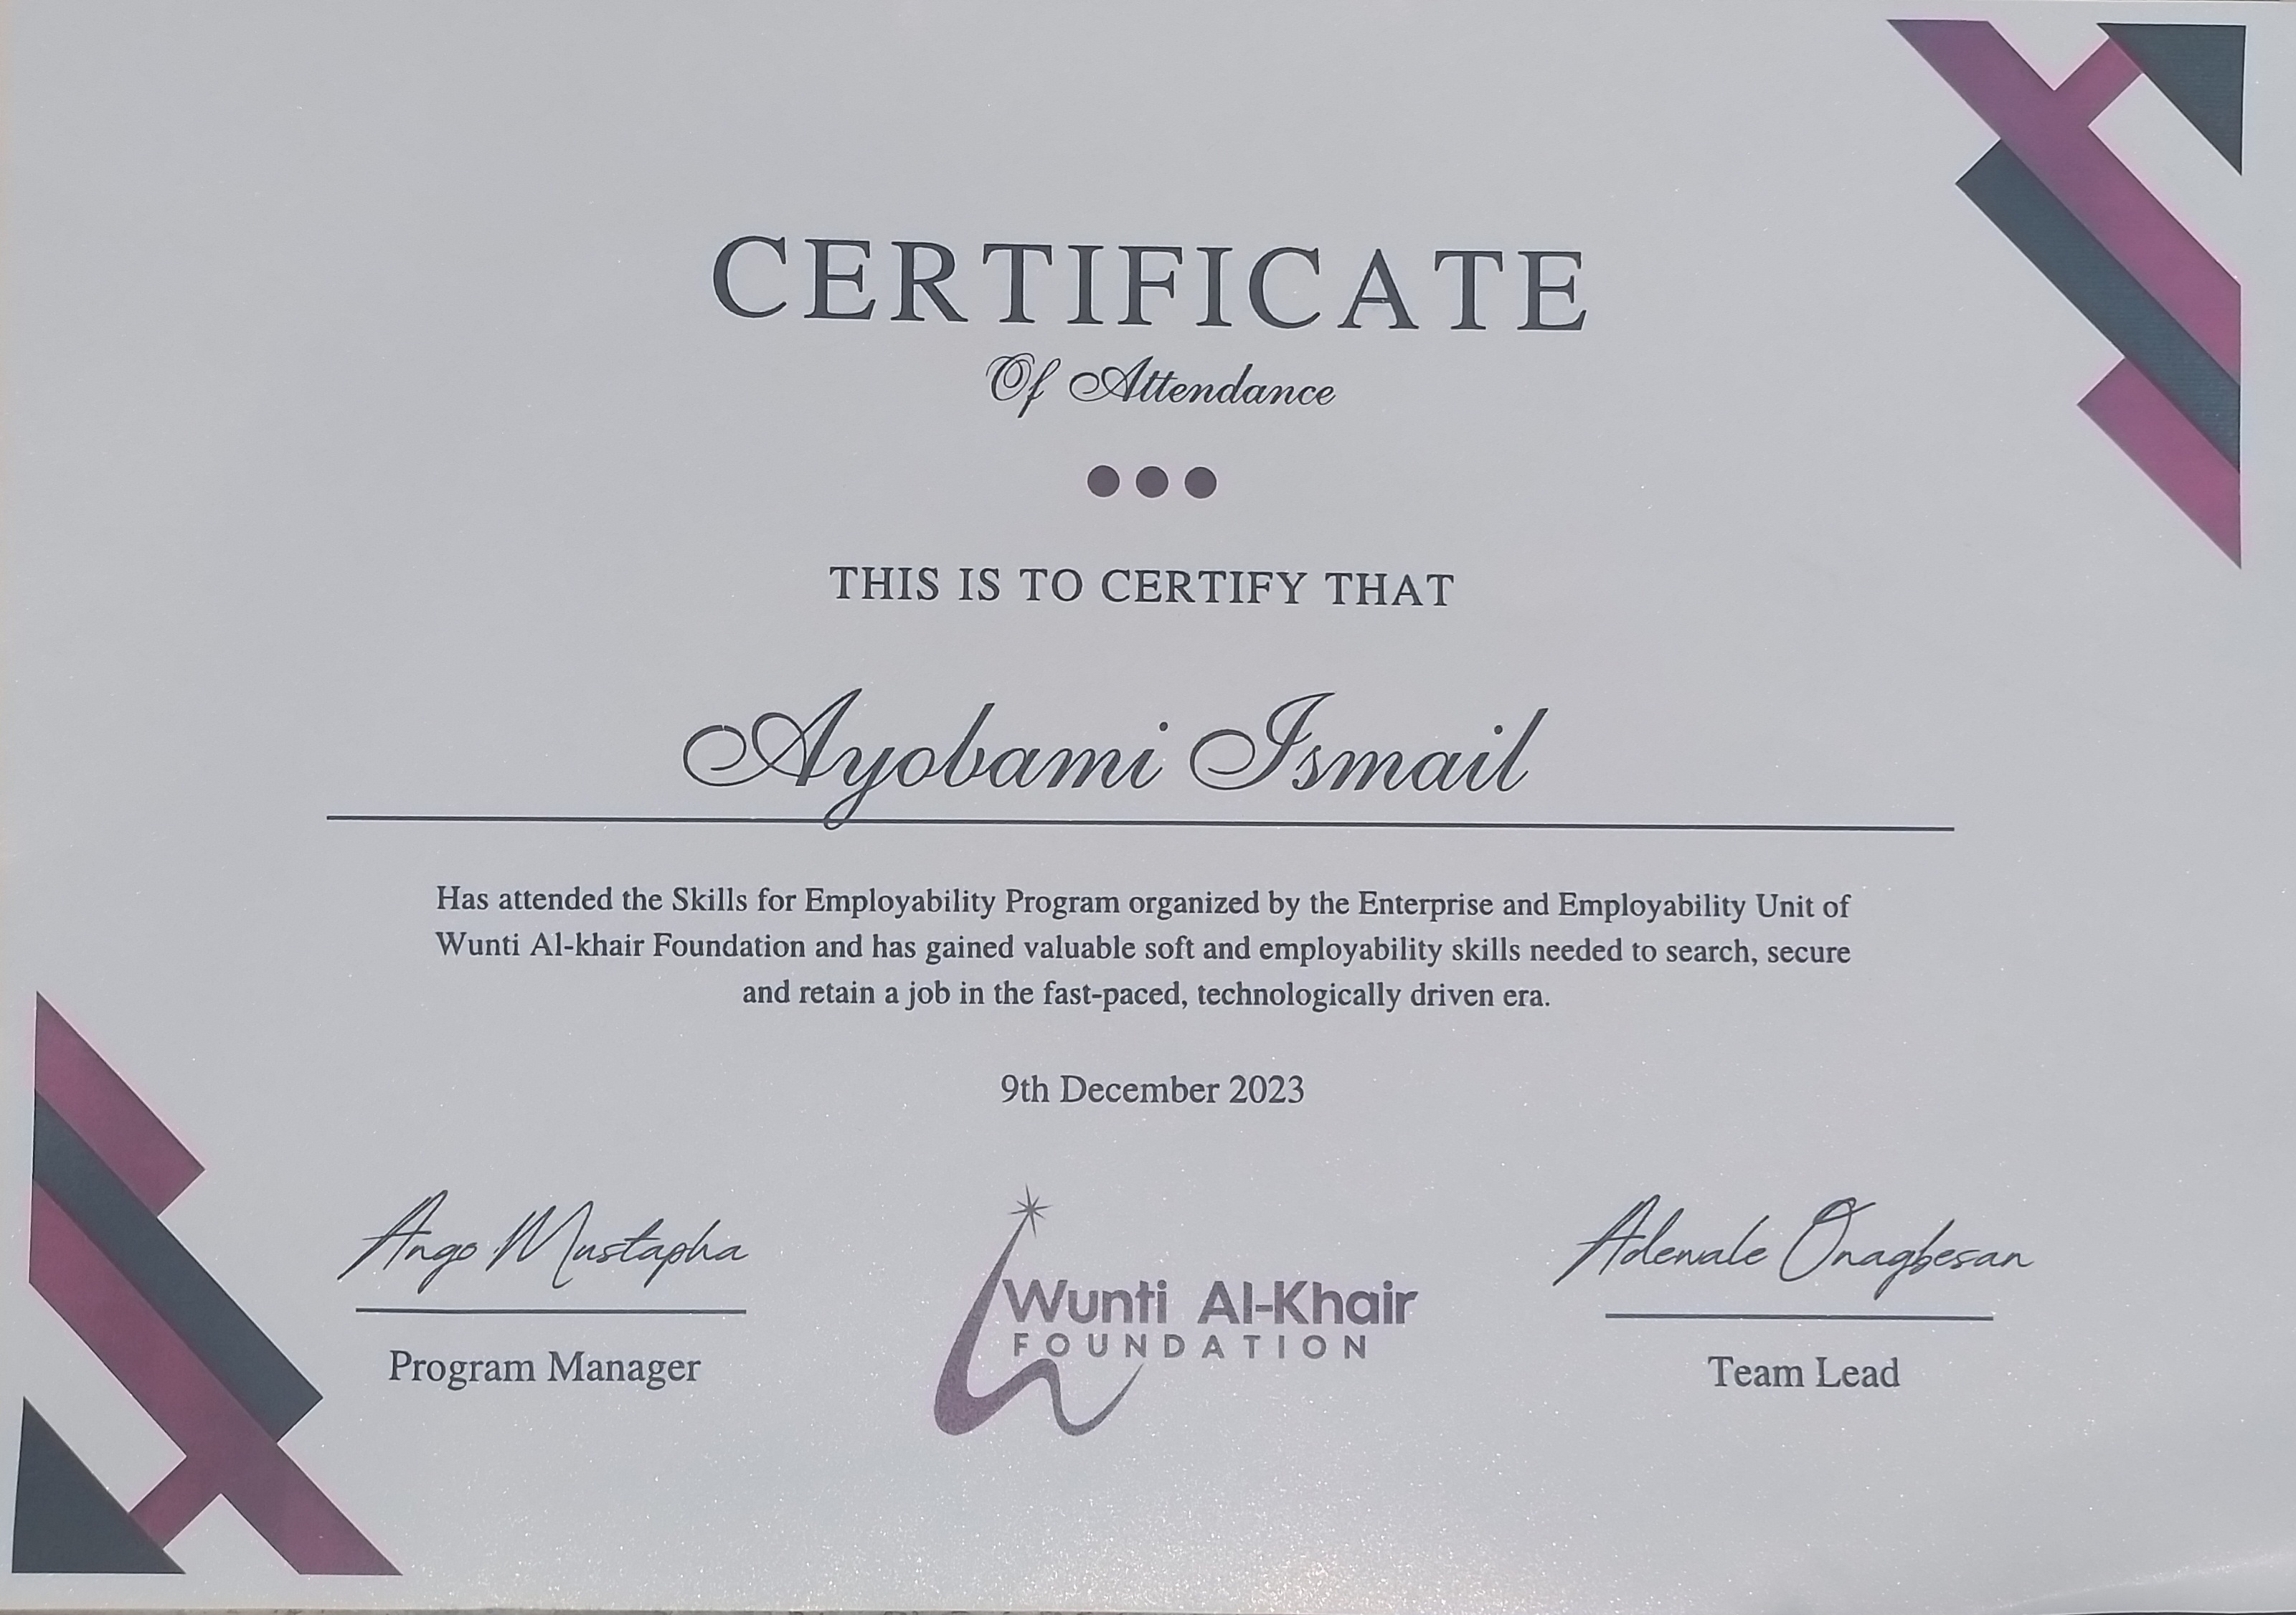 CERTIFICATE
Of Attendance
THIS IS TO CERTIFY THAT
Ayobami Ismail
Has attended the Skills for Employability Program organized by the Enterprise and Employability Unit of
Wunti Al-khair Foundation and has gained valuable soft and employability skills needed to search, secure
and retain a job in the fast-paced, technologically driven era.
9th December 2023
Ango Mustapha
Program Manager
Wunti Al-Khair
FOUNDATION
Adewale Onagbesan
Team Lead